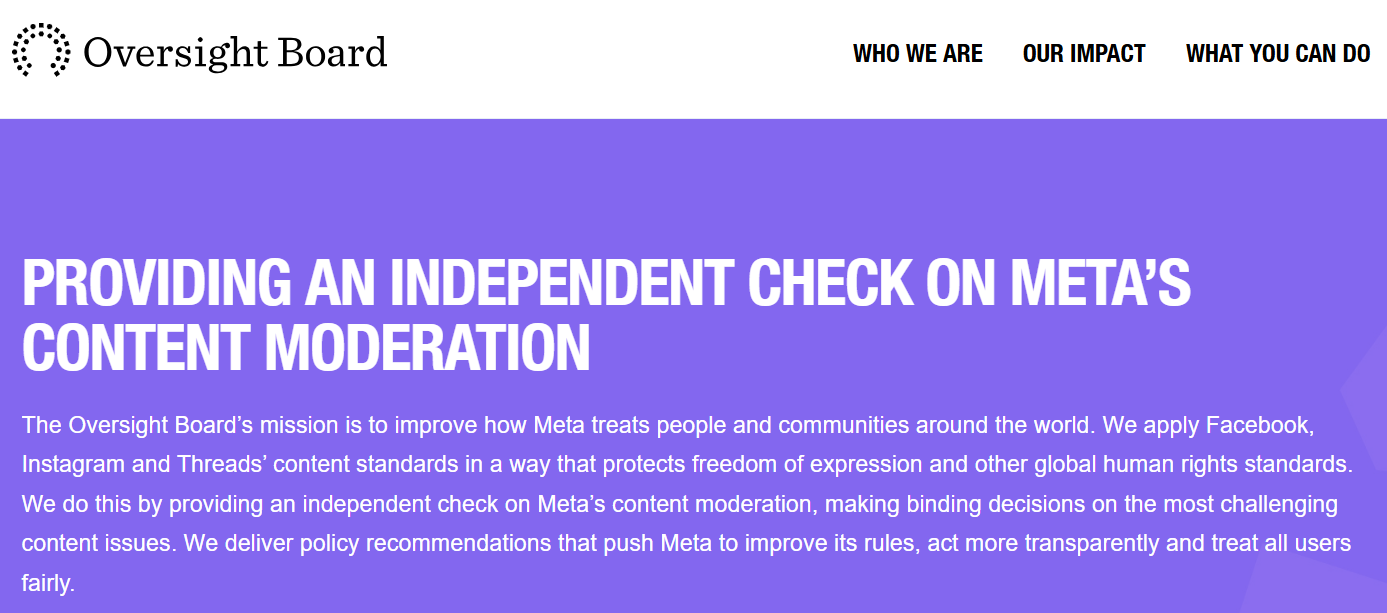 Oversight Board
WHO WE ARE
OUR IMPACT
WHAT YOU CAN DO
PROVIDING AN INDEPENDENT CHECK ON META’S
CONTENT MODERATION
The Oversight Board’s mission is to improve how Meta treats people and communities around the world. We apply Facebook,
Instagram and Threads’ content standards in a way that protects freedom of expression and other global human rights standards.
We do this by providing an independent check on Meta’s content moderation, making binding decisions on the most challenging
content issues. We deliver policy recommendations that push Meta to improve its rules, act more transparently and treat all users
fairly.